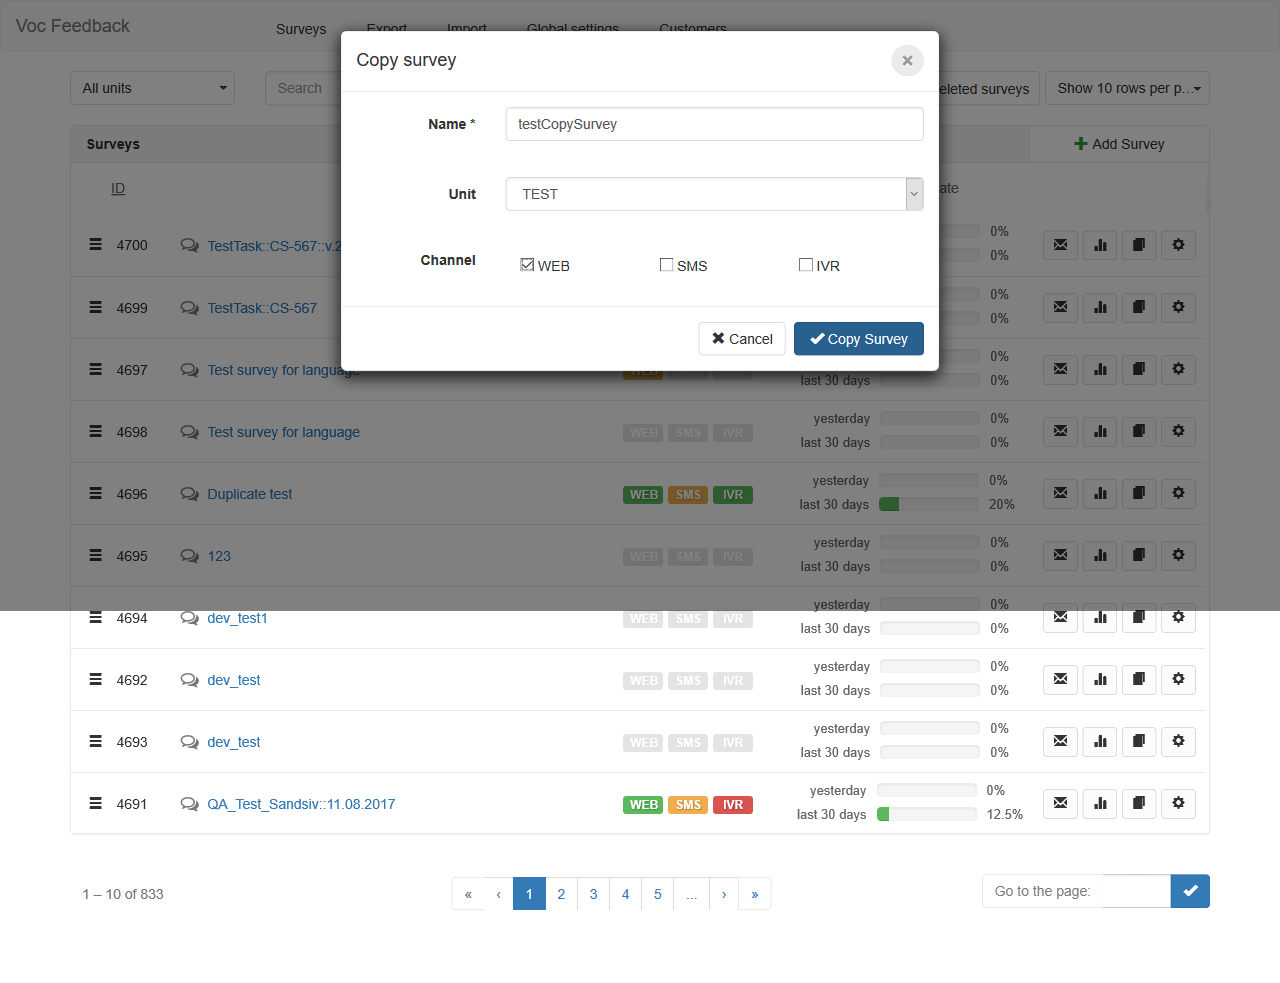 Voc Feedback Surveys Export Import Global settings Customers
Copy survey
×
All units Search eleted surveys Show 10 rows per p...
Name * testCopySurvey
Surveys Add Survey
ID ate
Unit TEST
4700 TestTask::CS-567::v.2 0%
0%
Channel WEB SMS IVR
4699 TestTask::CS-567 0%
0%
Cancel Copy Survey
4697 Test survey for language WEB SMS IVR 0%
last 30 days 0%
4698 Test survey for language WEB SMS IVR yesterday 0%
last 30 days 0%
4696 Duplicate test WEB SMS IVR yesterday 0%
last 30 days 20%
4695 123 WEB SMS IVR yesterday 0%
last 30 days 0%
4694 dev_test1 WEB SMS IVR yesterday 0%
last 30 days 0%
4692 dev_test WEB SMS IVR yesterday 0%
last 30 days 0%
4693 dev_test WEB SMS IVR yesterday 0%
last 30 days 0%
4691 QA_Test_Sandsiv::11.08.2017 WEB SMS IVR yesterday 0%
last 30 days 12.5%
1 – 10 of 833 « ‹ 1 2 3 4 5 ... › » Go to the page: